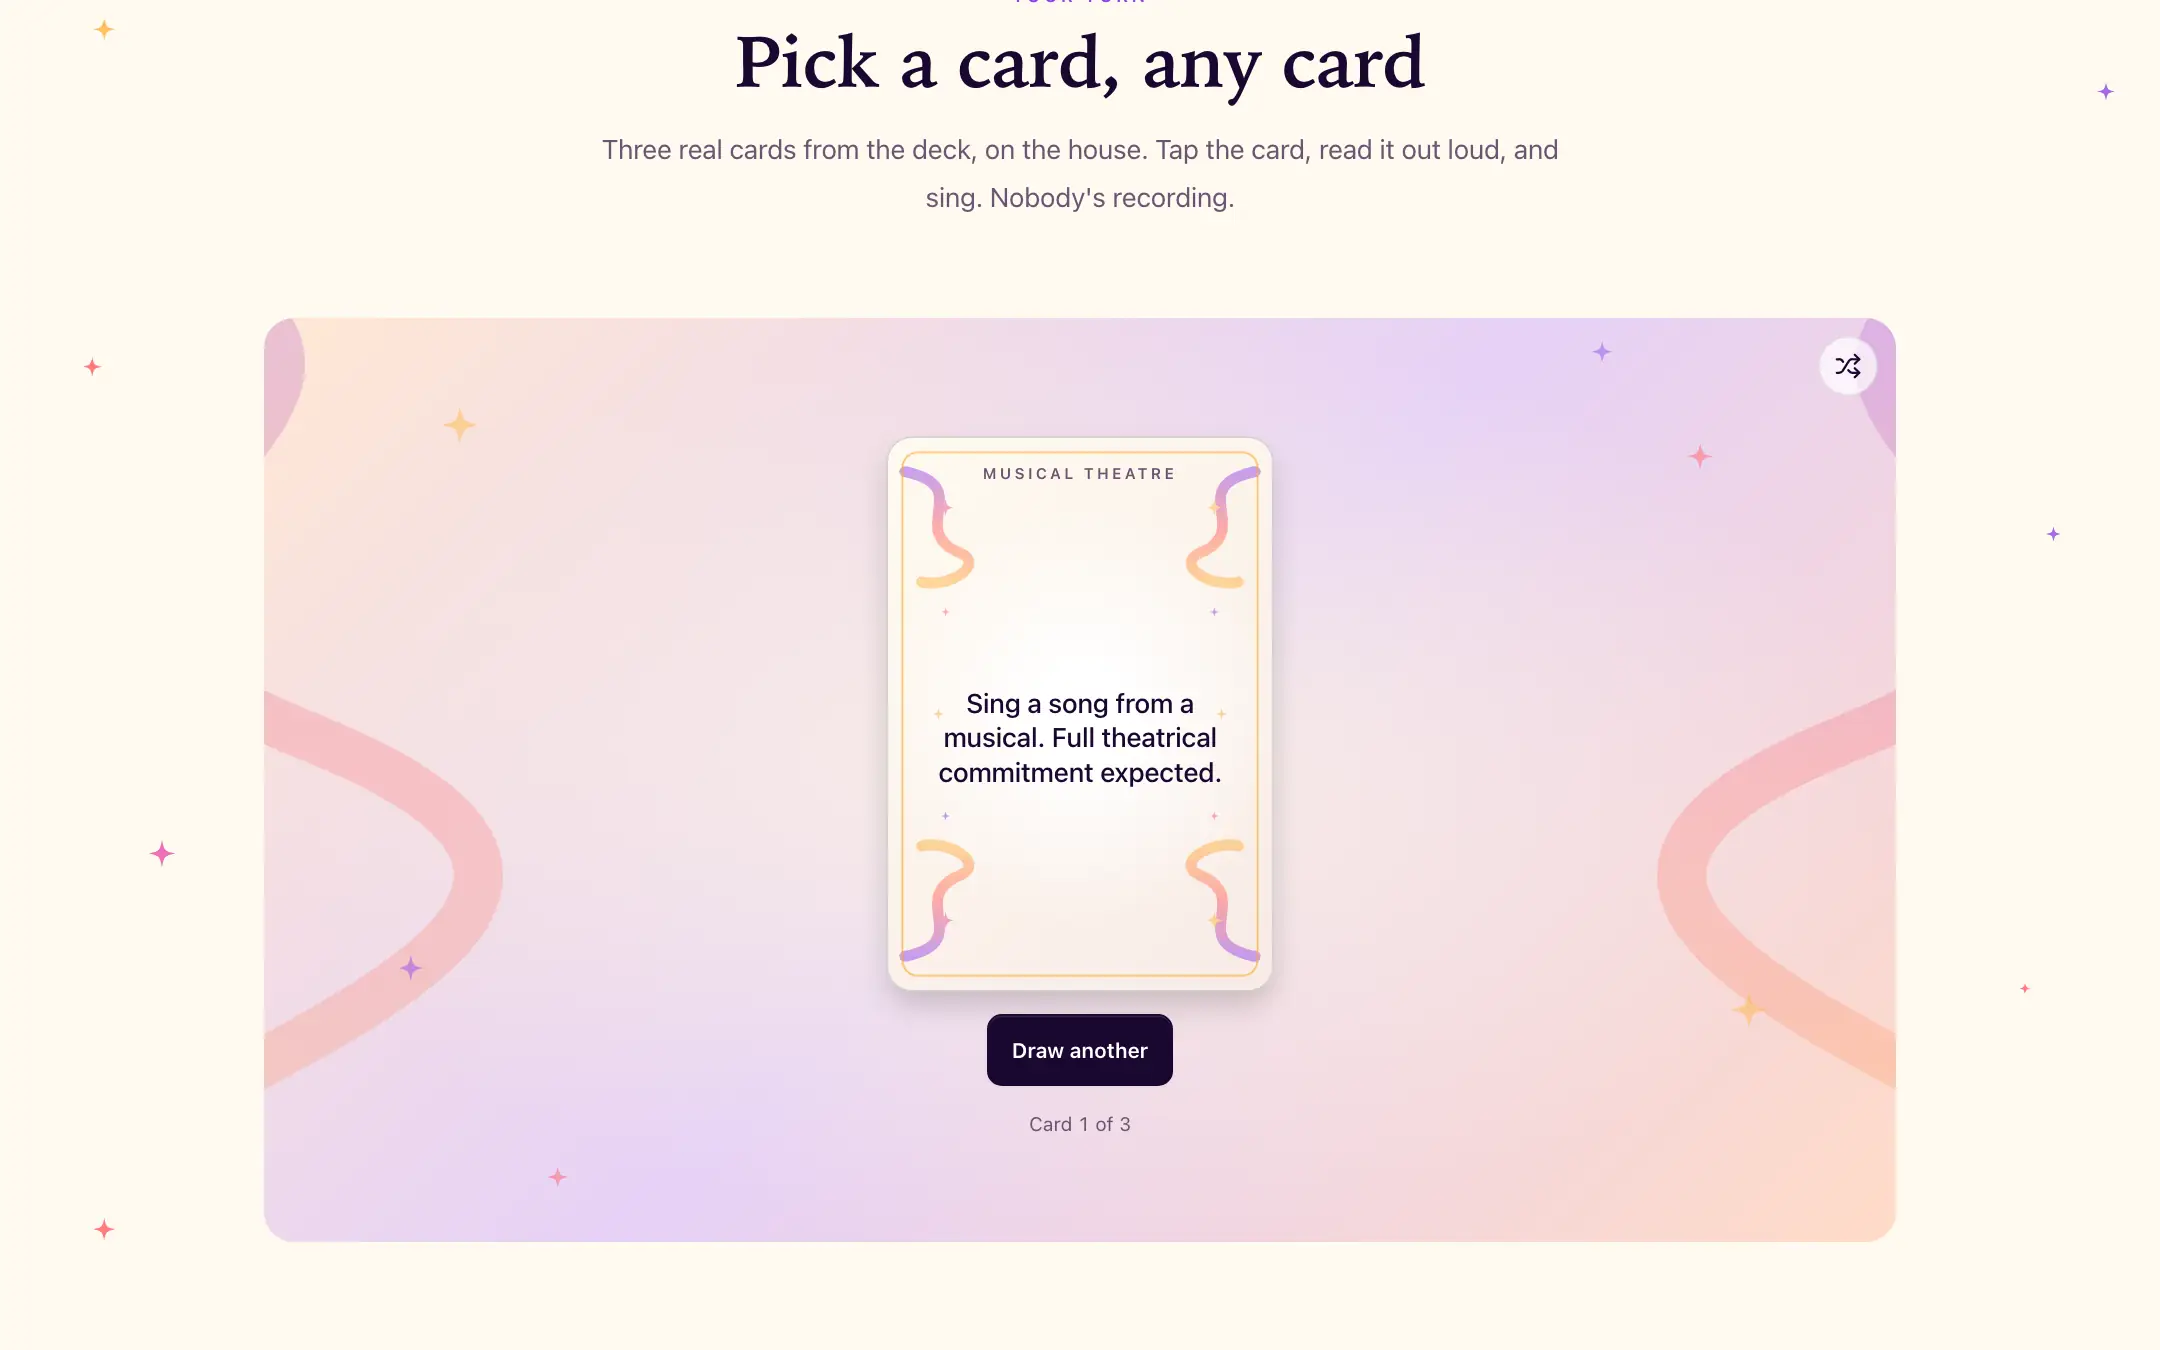 Pick a card, any card
Three real cards from the deck, on the house. Tap the card, read it out loud, and
sing. Nobody's recording.
MUSICAL THEATRE
Sing a song from a
musical. Full theatrical
commitment expected.
Draw another
Card 1 of 3